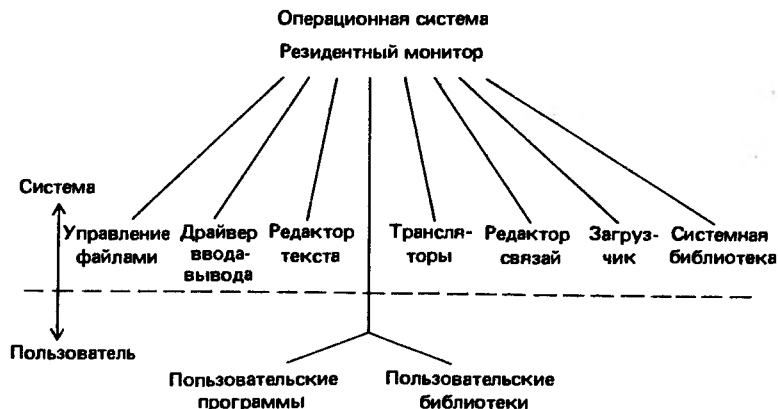 Операционная система
Резидентный монитор
Система
Управление
файлами
Драйвер
ввода-
вывода
Редактор
текста
Трансля-
торы
Редактор
связай
Загруз-
чик
Системная
библиотека
Пользователь
Пользовательские
программы
Пользовательские
библиотеки